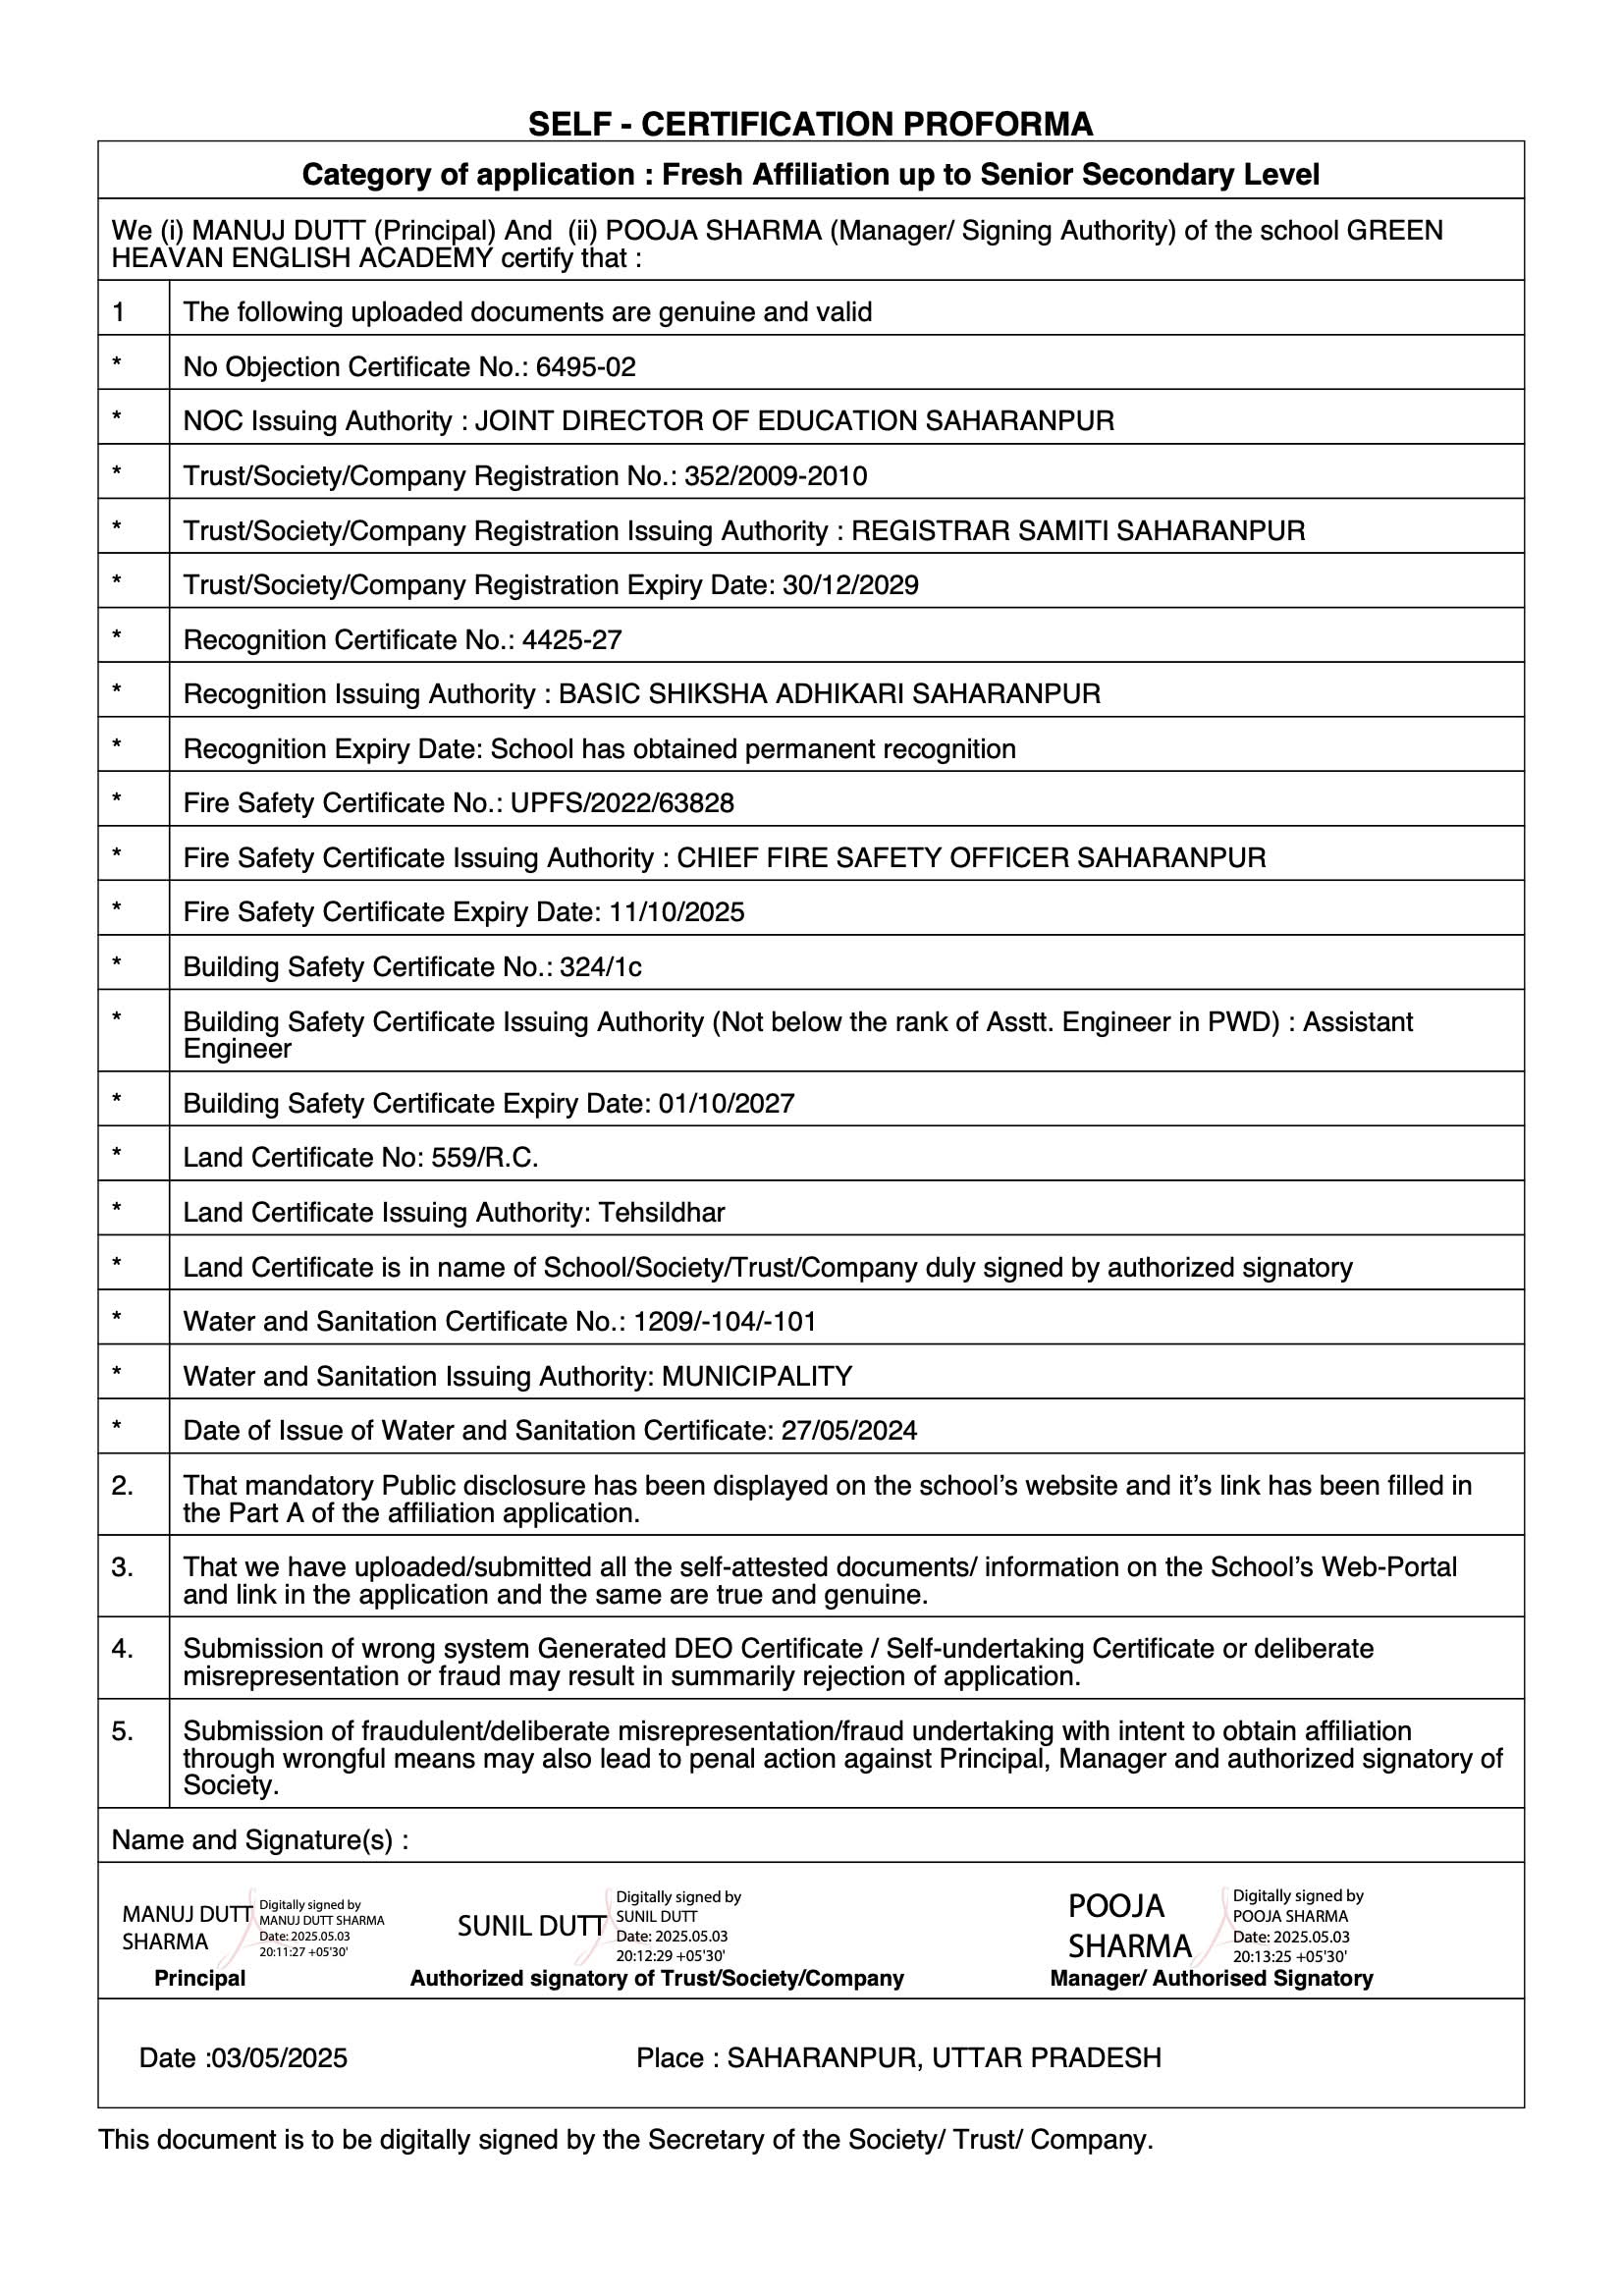 SELF - CERTIFICATION PROFORMA
Category of application : Fresh Affiliation up to Senior Secondary Level
We (i) MANUJ DUTT (Principal) And (ii) POOJA SHARMA (Manager/ Signing Authority) of the school GREEN
HEAVAN ENGLISH ACADEMY certify that :
1 The following uploaded documents are genuine and valid
* No Objection Certificate No.: 6495-02
* NOC Issuing Authority : JOINT DIRECTOR OF EDUCATION SAHARANPUR
* Trust/Society/Company Registration No.: 352/2009-2010
* Trust/Society/Company Registration Issuing Authority : REGISTRAR SAMITI SAHARANPUR
* Trust/Society/Company Registration Expiry Date: 30/12/2029
* Recognition Certificate No.: 4425-27
* Recognition Issuing Authority : BASIC SHIKSHA ADHIKARI SAHARANPUR
* Recognition Expiry Date: School has obtained permanent recognition
* Fire Safety Certificate No.: UPFS/2022/63828
* Fire Safety Certificate Issuing Authority : CHIEF FIRE SAFETY OFFICER SAHARANPUR
* Fire Safety Certificate Expiry Date: 11/10/2025
* Building Safety Certificate No.: 324/1c
* Building Safety Certificate Issuing Authority (Not below the rank of Asstt. Engineer in PWD) : Assistant
Engineer
* Building Safety Certificate Expiry Date: 01/10/2027
* Land Certificate No: 559/R.C.
* Land Certificate Issuing Authority: Tehsildhar
* Land Certificate is in name of School/Society/Trust/Company duly signed by authorized signatory
* Water and Sanitation Certificate No.: 1209/-104/-101
* Water and Sanitation Issuing Authority: MUNICIPALITY
* Date of Issue of Water and Sanitation Certificate: 27/05/2024
2. That mandatory Public disclosure has been displayed on the school’s website and it’s link has been filled in
the Part A of the affiliation application.
3. That we have uploaded/submitted all the self-attested documents/ information on the School’s Web-Portal
and link in the application and the same are true and genuine.
4. Submission of wrong system Generated DEO Certificate / Self-undertaking Certificate or deliberate
misrepresentation or fraud may result in summarily rejection of application.
5. Submission of fraudulent/deliberate misrepresentation/fraud undertaking with intent to obtain affiliation
through wrongful means may also lead to penal action against Principal, Manager and authorized signatory of
Society.
Name and Signature(s) :
MANUJ DUTT
SHARMA
Digitally signed by
MANUJ DUTT SHARMA
Date: 2025.05.03
20:11:27 +05'30'
Principal
SUNIL DUTT
Digitally signed by
SUNIL DUTT
Date: 2025.05.03
20:12:29 +05'30'
Authorized signatory of Trust/Society/Company
POOJA
SHARMA
Digitally signed by
POOJA SHARMA
Date: 2025.05.03
20:13:25 +05'30'
Manager/ Authorised Signatory
Date :03/05/2025 Place : SAHARANPUR, UTTAR PRADESH
This document is to be digitally signed by the Secretary of the Society/ Trust/ Company.